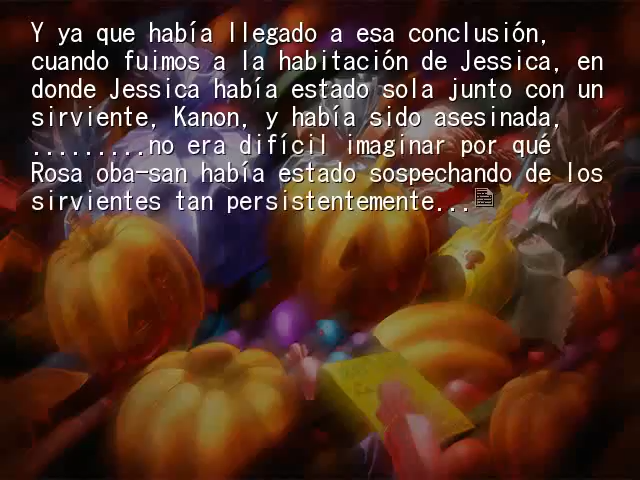 Y ya que había llegado a esa conclusión,
cuando fuimos a la habitación de Jessica, en
donde Jessica había estado sola junto con un
sirviente, Kanon, y había sido asesinada,
.........no era difícil imaginar por qué
Rosa oba-san había estado sospechando de los
sirvientes tan persistentemente...